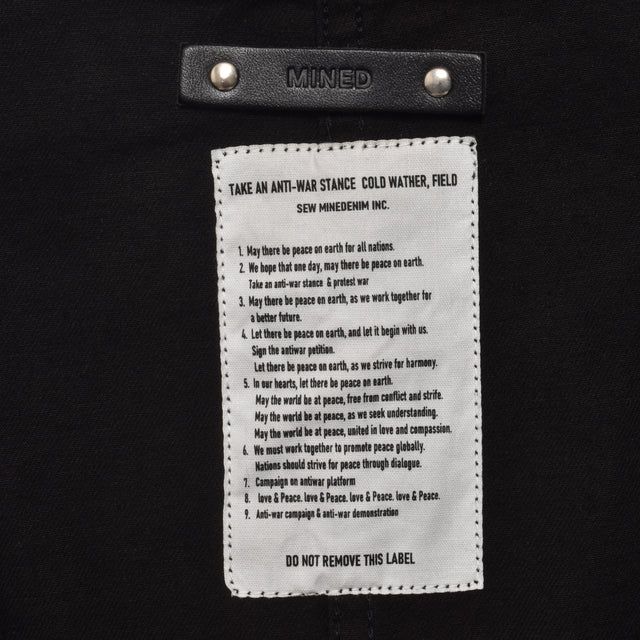 MINED
TAKE AN ANTI-WAR STANCE COLD WATHER, FIELD
SEW MINEDENIM INC.
1. May there be peace on earth for all nations.
2. We hope that one day, may there be peace on earth.
Take an anti-war stance & protest war
3. May there be peace on earth, as we work together for
a better future.
4. Let there be peace on earth, and let it begin with us.
Sign the antiwar petition.
Let there be peace on earth, as we strive for harmony.
5. In our hearts, let there be peace on earth.
May the world be at peace, free from conflict and strife.
May the world be at peace, as we seek understanding.
May the world be at peace, united in love and compassion.
6. We must work together to promote peace globally.
Nations should strive for peace through dialogue.
7. Campaign on antiwar platform
8. love & Peace. love & Peace. love & Peace. love & Peace.
9. Anti-war campaign & anti-war demonstration
DO NOT REMOVE THIS LABEL